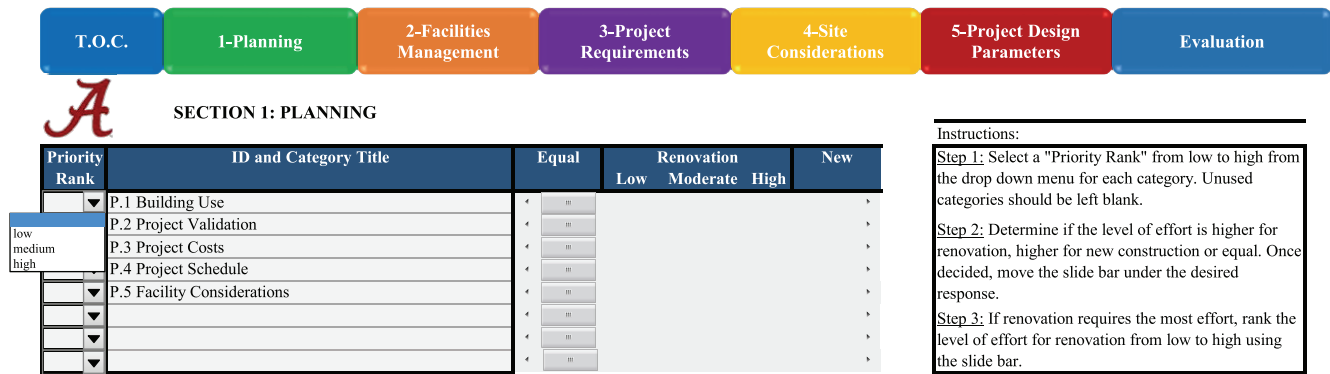 T.O.C.
1-Planning
2-Facilities
Management
3-Project
Requirements
4-Site
Considerations
5-Project Design
Parameters
Evaluation
A
SECTION 1: PLANNING
Priority
Rank
ID and Category Title
Equal
Renovation
Low Moderate High
New
P.1 Building Use
P.2 Project Validation
P.3 Project Costs
P.4 Project Schedule
P.5 Facility Considerations
low
medium
high
Instructions:
Step 1: Select a "Priority Rank" from low to high from
the drop down menu for each category. Unused
categories should be left blank.
Step 2: Determine if the level of effort is higher for
renovation, higher for new construction or equal. Once
decided, move the slide bar under the desired
response.
Step 3: If renovation requires the most effort, rank the
level of effort for renovation from low to high using
the slide bar.